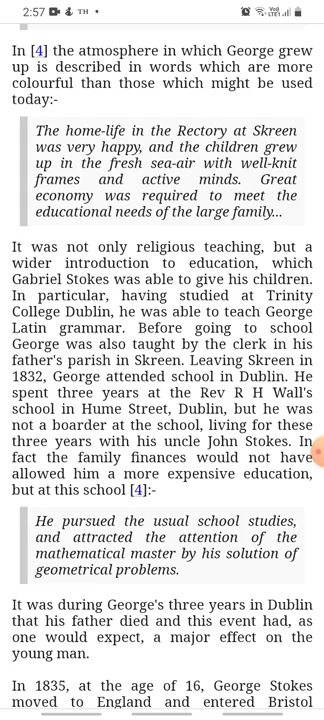 2:57 TH •
Vo)) LTE1
In [4] the atmosphere in which George grew
up is described in words which are more
colourful than those which might be used
today:-
The home-life in the Rectory at Skreen
was very happy, and the children grew
up in the fresh sea-air with well-knit
frames and active minds. Great
economy was required to meet the
educational needs of the large family...
It was not only religious teaching, but a
wider introduction to education, which
Gabriel Stokes was able to give his children.
In particular, having studied at Trinity
College Dublin, he was able to teach George
Latin grammar. Before going to school
George was also taught by the clerk in his
father's parish in Skreen. Leaving Skreen in
1832, George attended school in Dublin. He
spent three years at the Rev R H Wall's
school in Hume Street, Dublin, but he was
not a boarder at the school, living for these
three years with his uncle John Stokes. In
fact the family finances would not have
allowed him a more expensive education,
but at this school [4]:-
He pursued the usual school studies,
and attracted the attention of the
mathematical master by his solution of
geometrical problems.
It was during George's three years in Dublin
that his father died and this event had, as
one would expect, a major effect on the
young man.
In 1835, at the age of 16, George Stokes
moved to England and entered Bristol